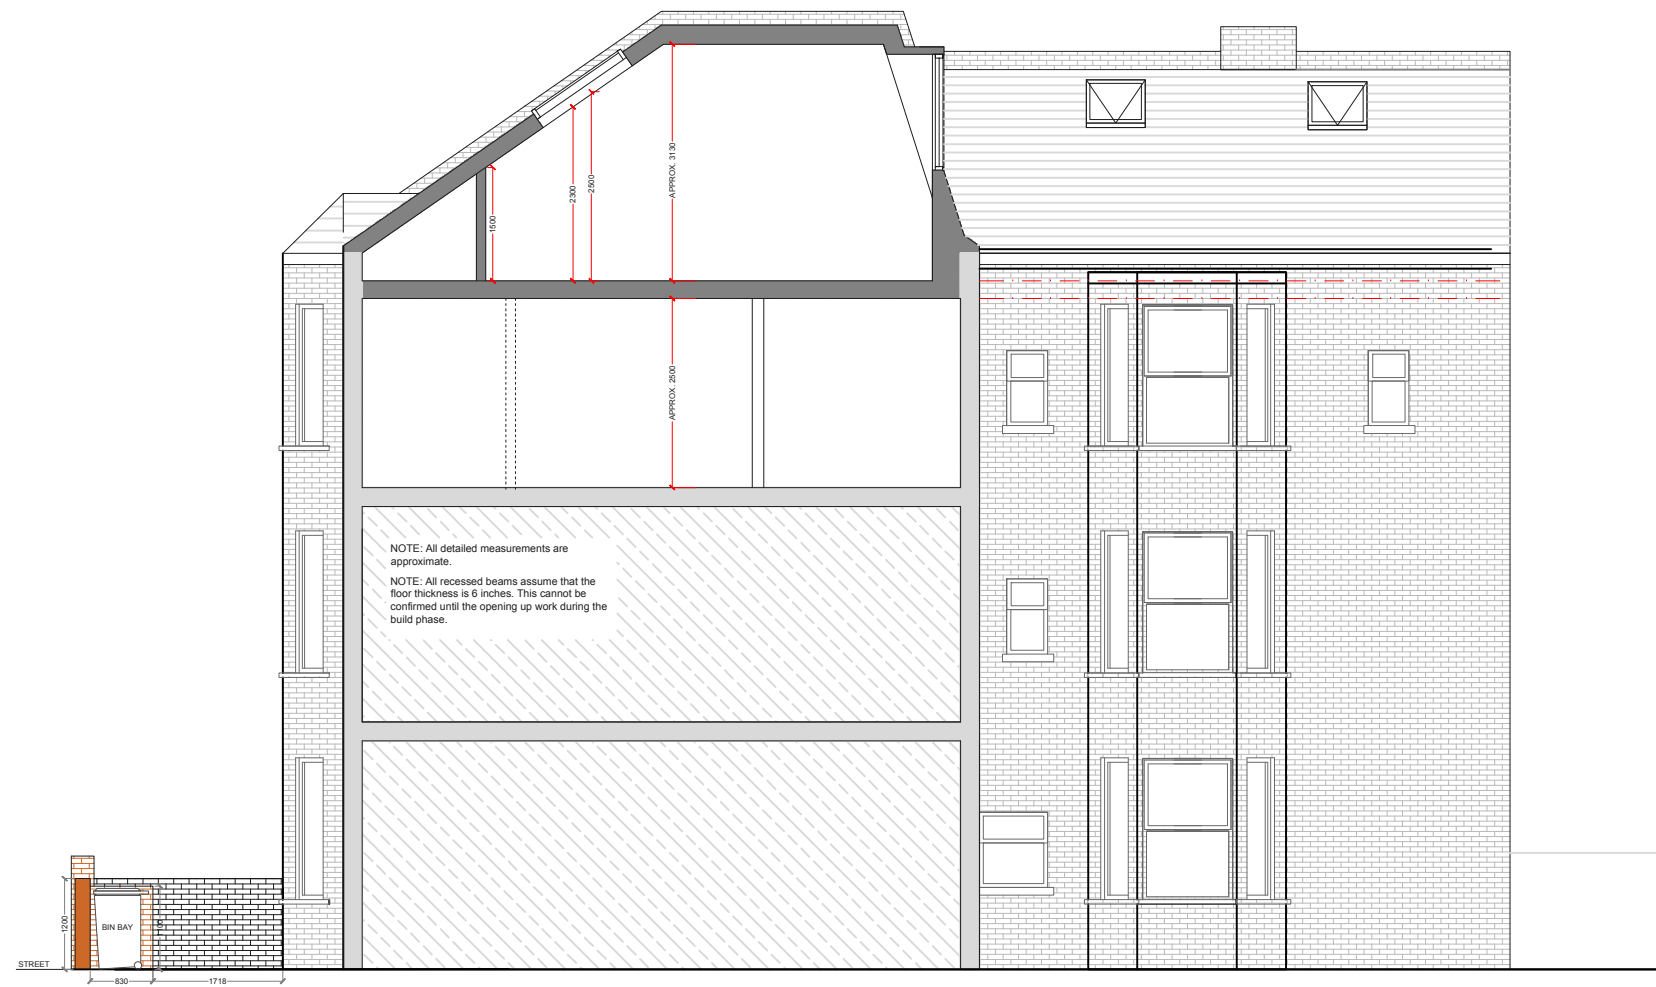 APPROX. 3130
2500
2300
1500
APPROX. 2500
NOTE: All detailed measurements are
approximate.
NOTE: All recessed beams assume that the
floor thickness is 6 inches. This cannot be
confirmed until the opening up work during the
build phase.
1200
BIN BAY
STREET
830
1718